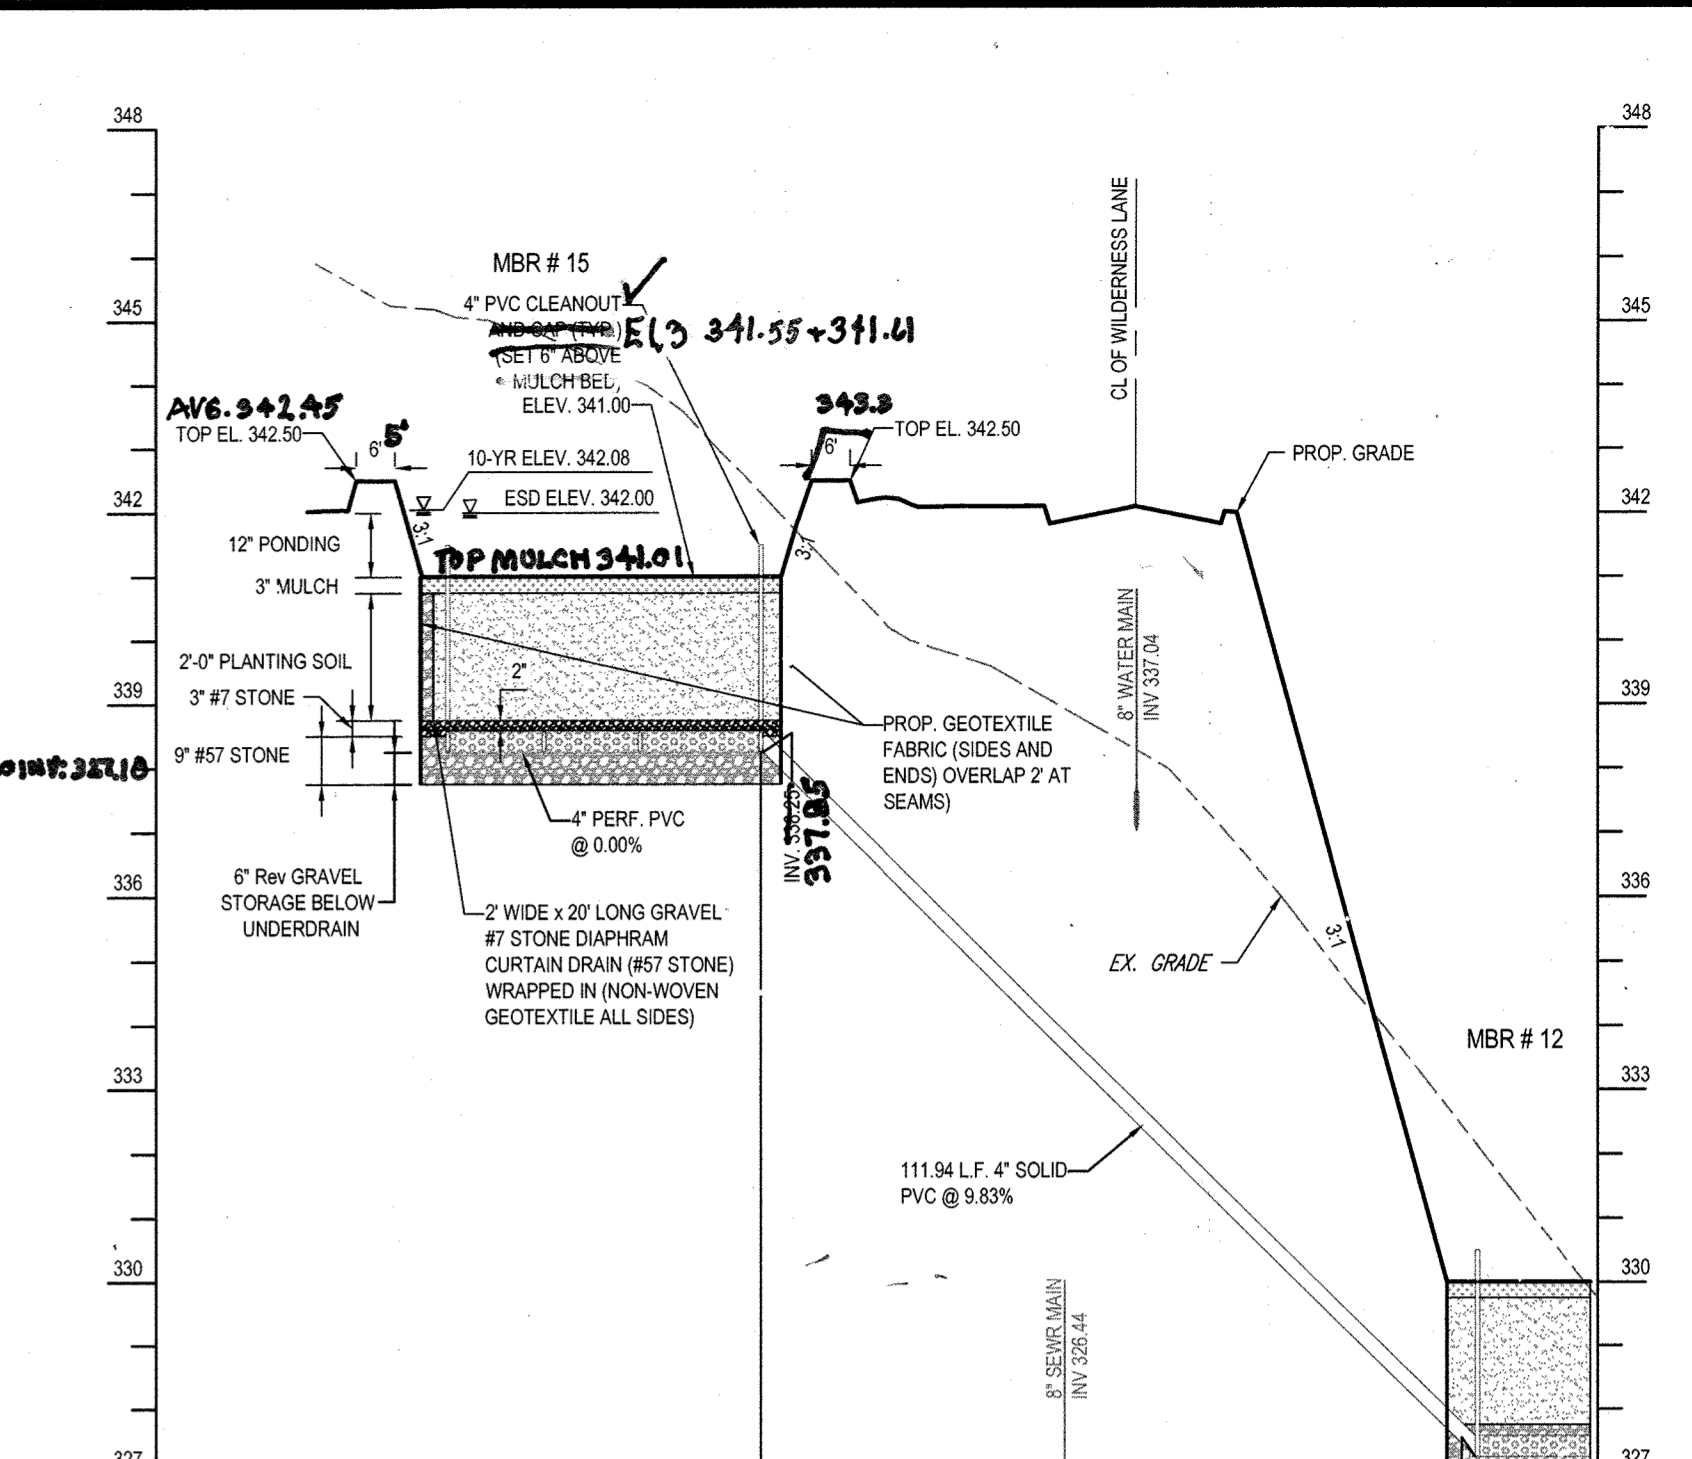 348
348
CL OF WILDERNESS LANE
MBR # 15
4" PVC CLEANOUT
AND CAP (TYP.)
341.55 + 341.61
(SET 6" ABOVE
MULCH BED,
ELEV. 341.00
345
345
AVG. 342.45
TOP EL. 342.50
6'
5'
10-YR ELEV. 342.08
ESD ELEV. 342.00
343.3
TOP EL. 342.50
6'
PROP. GRADE
342
342
3:1
3:1
12" PONDING
TOP MULCH 341.01
3" MULCH
8" WATER MAIN
INV 337.04
2'-0" PLANTING SOIL
2"
3" #7 STONE
339
339
9" #57 STONE
PROP. GEOTEXTILE
FABRIC (SIDES AND
ENDS) OVERLAP 2' AT
SEAMS)
INV. 338.25
337.85
4" PERF. PVC
@ 0.00%
6" Rev GRAVEL
STORAGE BELOW
UNDERDRAIN
336
336
2' WIDE x 20' LONG GRAVEL
#7 STONE DIAPHRAM
CURTAIN DRAIN (#57 STONE)
WRAPPED IN (NON-WOVEN
GEOTEXTILE ALL SIDES)
EX. GRADE
3:1
MBR # 12
333
333
111.94 L.F. 4" SOLID
PVC @ 9.83%
330
330
8" SEWR MAIN
INV 326.44
327
327